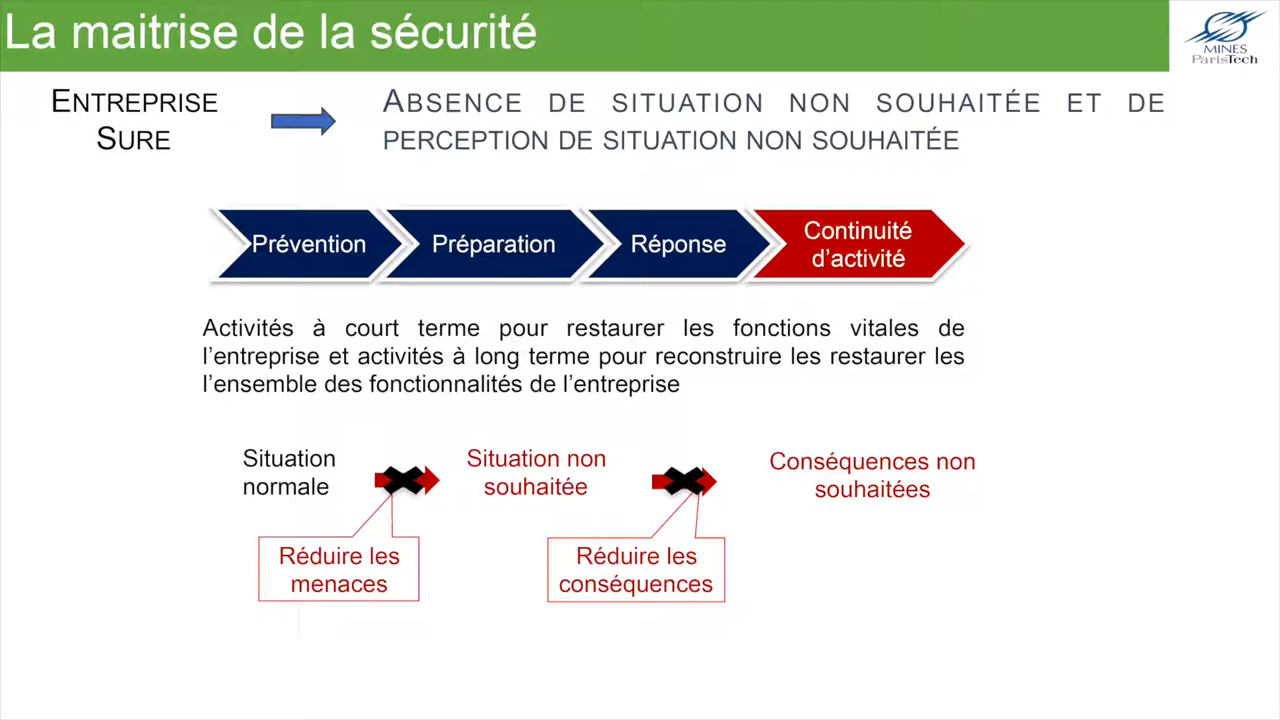 La maitrise de la sécurité
MINES
ParisTech
ENTREPRISE
SURE
ABSENCE DE SITUATION NON SOUHAITÉE ET DE
PERCEPTION DE SITUATION NON SOUHAITÉE
Prévention
Préparation
Réponse
Continuité
d'activité
Activités à court terme pour restaurer les fonctions vitales de
l'entreprise et activités à long terme pour reconstruire les restaurer les
l'ensemble des fonctionnalités de l'entreprise
Situation
normale
Situation non
souhaitée
Conséquences non
souhaitées
Réduire les
menaces
Réduire les
conséquences